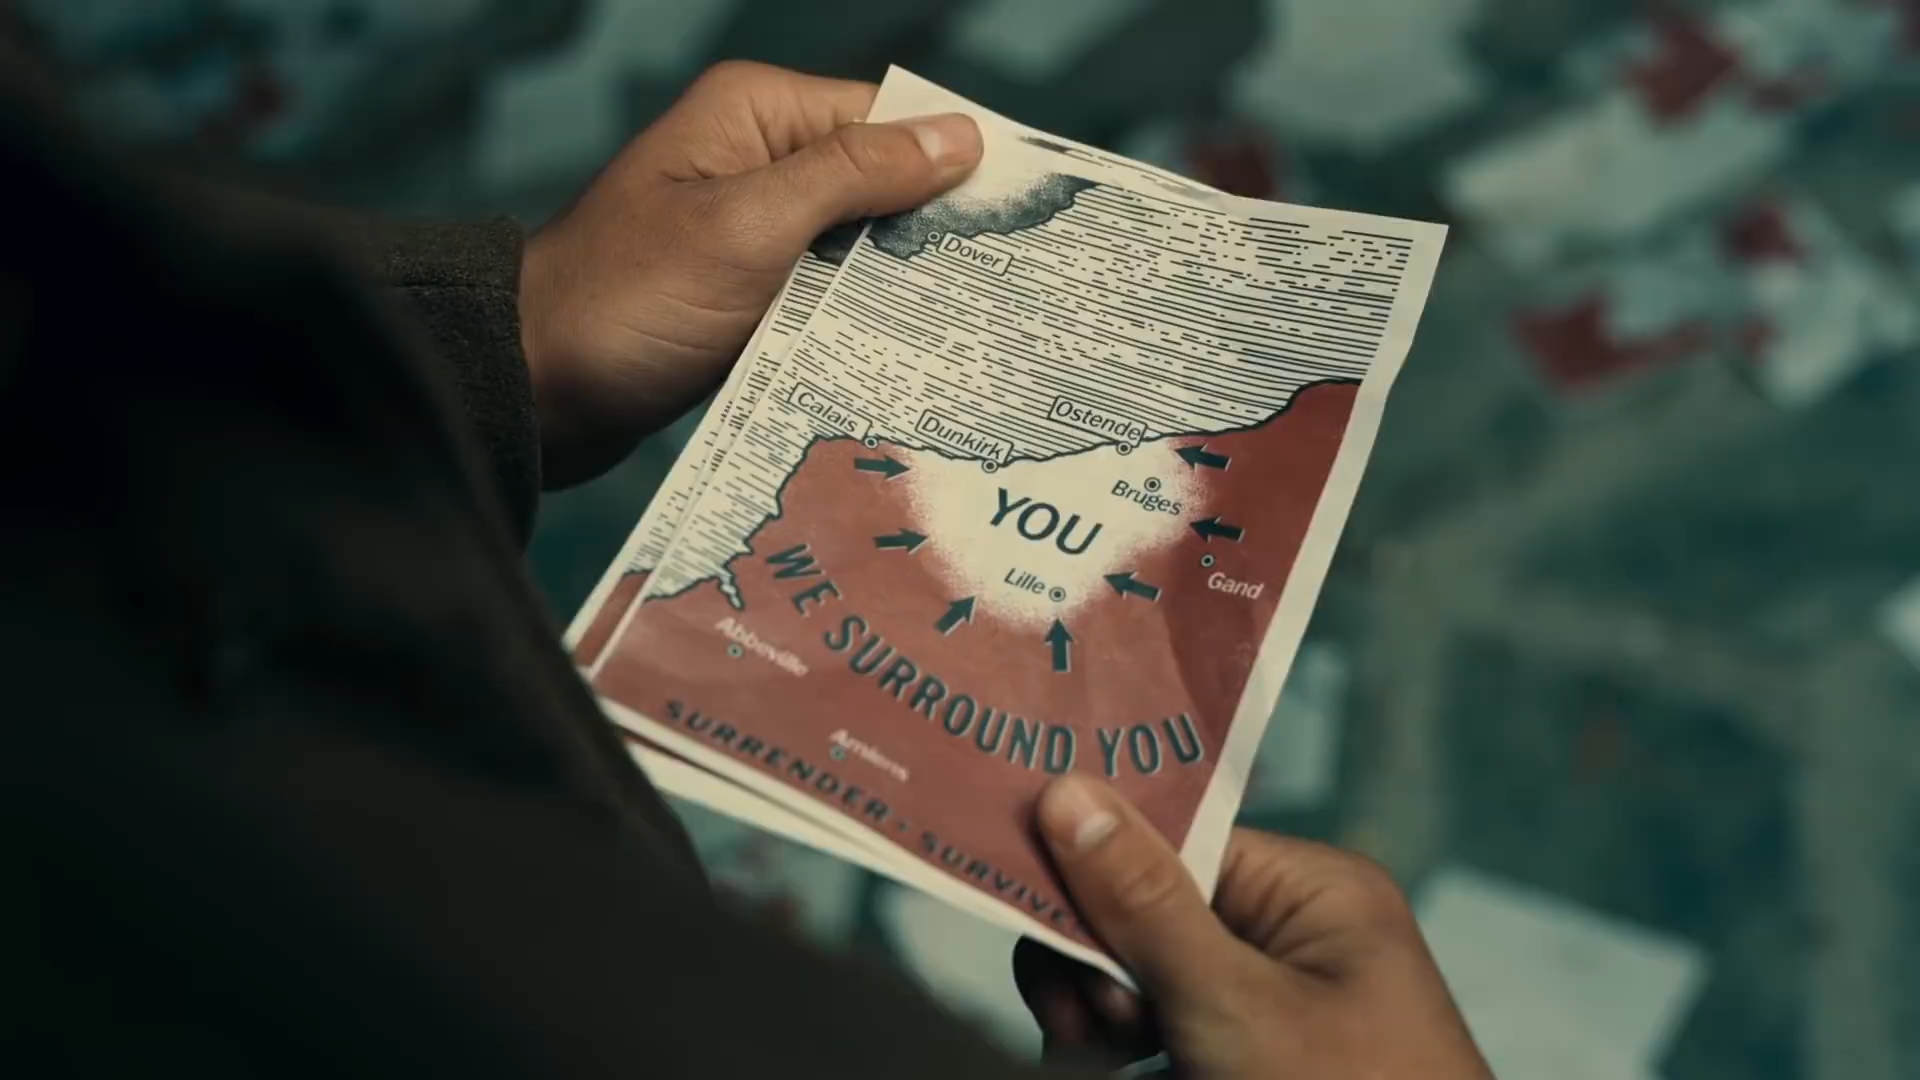 Dover
Calais
Dunkirk
Ostende
Bruges
YOU
Lille
Gand
Abbeville
Amiens
WE SURROUND YOU
SURRENDER · SURVIVE